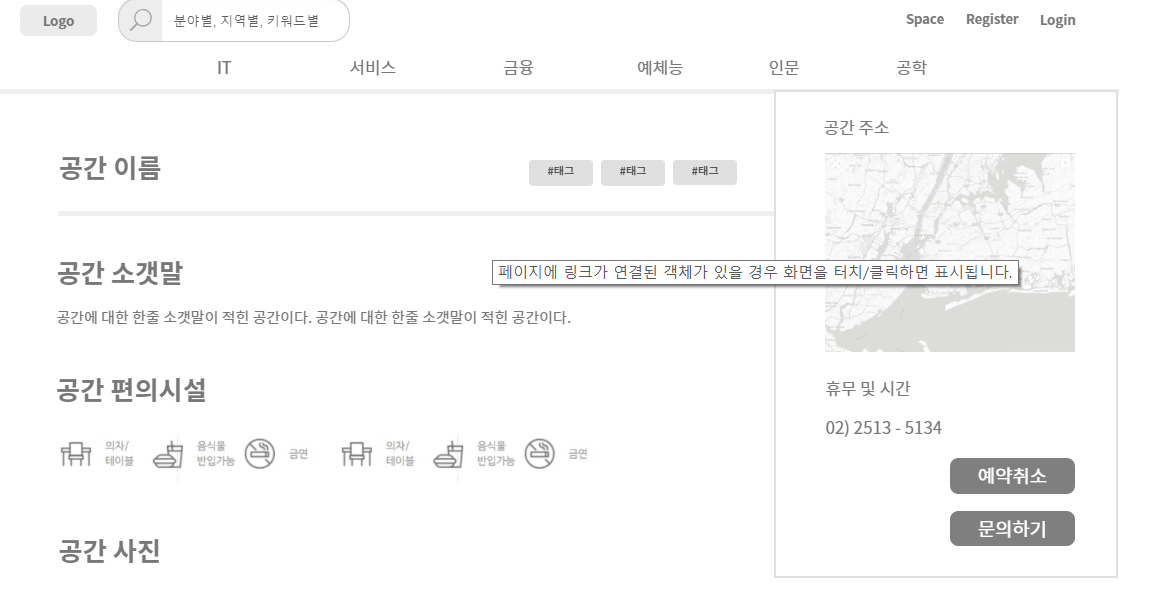 Logo
분야별, 지역별, 키워드별
Space Register Login
IT 서비스 금융 예체능 인문 공학
공간 이름
#태그 #태그 #태그
공간 소갯말
공간에 대한 한줄 소갯말이 적힌 공간이다. 공간에 대한 한줄 소갯말이 적힌 공간이다.
공간 편의시설
의자/
테이블
음식물
반입가능
금연
의자/
테이블
음식물
반입가능
금연
공간 사진
공간 주소
페이지에 링크가 연결된 객체가 있을 경우 화면을 터치/클릭하면 표시됩니다.
휴무 및 시간
02) 2513 - 5134
예약취소
문의하기